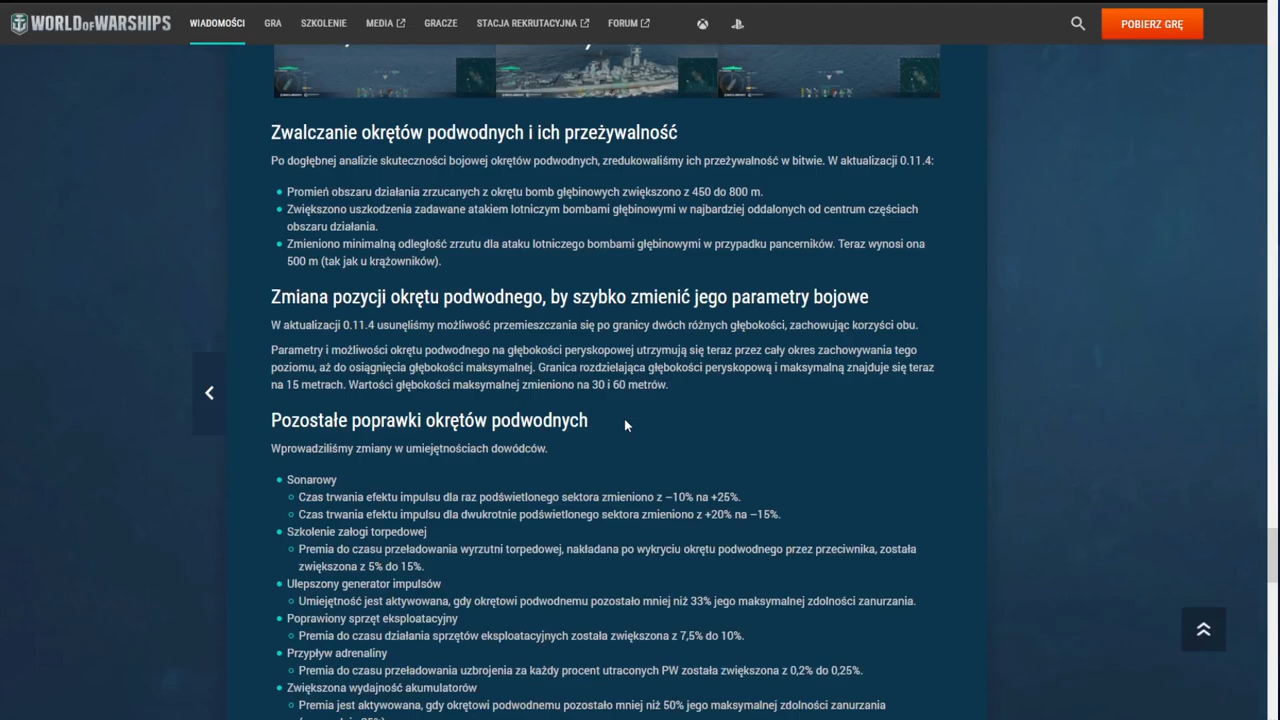 WORLD OF WARSHIPS WIADOMOŚCI GRA SZKOLENIE MEDIA GRACZE STACJA REKRUTACYJNA FORUM POBIERZ GRĘ
Zwalczanie okrętów podwodnych i ich przeżywalność
Po dogłębnej analizie skuteczności bojowej okrętów podwodnych, zredukowaliśmy ich przeżywalność w bitwie. W aktualizacji 0.11.4:
Promień obszaru działania zrzucanych z okrętu bomb głębinowych zwiększono z 450 do 800 m.
Zwiększono uszkodzenia zadawane atakiem lotniczym bombami głębinowymi w najbardziej oddalonych od centrum częściach
obszaru działania.
Zmieniono minimalną odległość zrzutu dla ataku lotniczego bombami głębinowymi w przypadku pancerników. Teraz wynosi ona
500 m (tak jak u krążowników).
Zmiana pozycji okrętu podwodnego, by szybko zmienić jego parametry bojowe
W aktualizacji 0.11.4 usunęliśmy możliwość przemieszczania się po granicy dwóch różnych głębokości, zachowując korzyści obu.
Parametry i możliwości okrętu podwodnego na głębokości peryskopowej utrzymują się teraz przez cały okres zachowywania tego
poziomu, aż do osiągnięcia głębokości maksymalnej. Granica rozdzielająca głębokości peryskopową i maksymalną znajduje się teraz
na 15 metrach. Wartości głębokości maksymalnej zmieniono na 30 i 60 metrów.
Pozostałe poprawki okrętów podwodnych
Wprowadziliśmy zmiany w umiejętnościach dowódców.
Sonarowy
Czas trwania efektu impulsu dla raz podświetlonego sektora zmieniono z –10% na +25%.
Czas trwania efektu impulsu dla dwukrotnie podświetlonego sektora zmieniono z +20% na –15%.
Szkolenie załogi torpedowej
Premia do czasu przeładowania wyrzutni torpedowej, nakładana po wykryciu okrętu podwodnego przez przeciwnika, została
zwiększona z 5% do 15%.
Ulepszony generator impulsów
Umiejętność jest aktywowana, gdy okrętowi podwodnemu pozostało mniej niż 33% jego maksymalnej zdolności zanurzania.
Poprawiony sprzęt eksploatacyjny
Premia do czasu działania sprzętów eksploatacyjnych została zwiększona z 7,5% do 10%.
Przypływ adrenaliny
Premia do czasu przeładowania uzbrojenia za każdy procent utraconych PW została zwiększona z 0,2% do 0,25%.
Zwiększona wydajność akumulatorów
Premia jest aktywowana, gdy okrętowi podwodnemu pozostało mniej niż 50% jego maksymalnej zdolności zanurzania